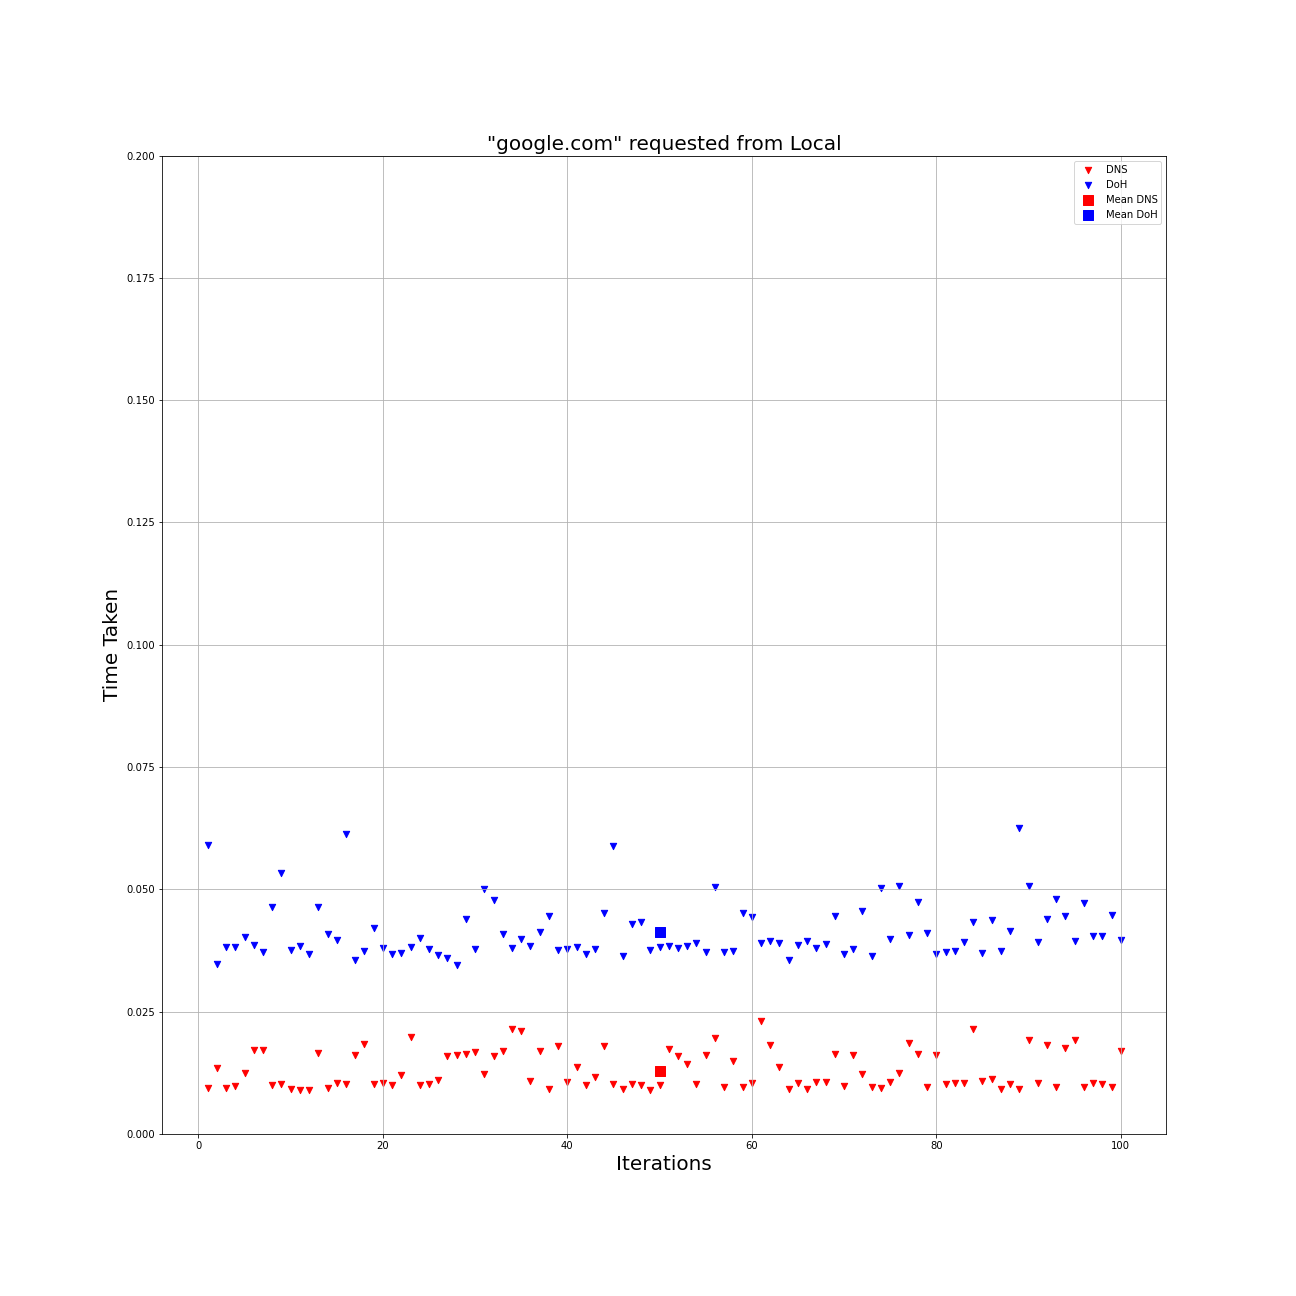 "google.com" requested from Local
DNS
DoH
Mean DNS
Mean DoH
0.200
0.175
0.150
0.125
0.100
0.075
0.050
0.025
0.000
Time Taken
0 20 40 60 80 100
Iterations